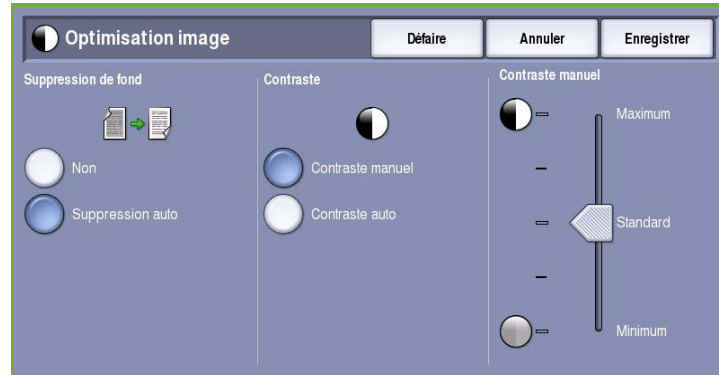 Optimisation image
Défaire
Annuler
Enregistrer
Suppression de fond
Non
Suppression auto
Contraste
Contraste manuel
Contraste auto
Contraste manuel
Maximum
Standard
Minimum